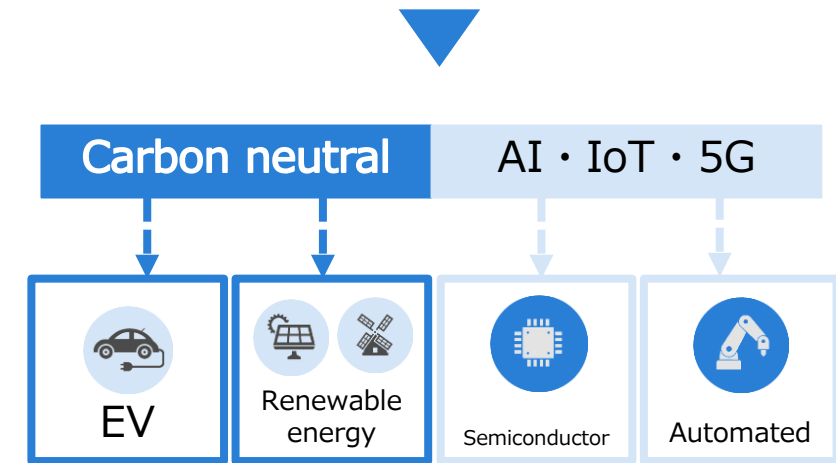 Carbon neutral
AI・IoT・5G
EV
Renewable
energy
Semiconductor
Automated